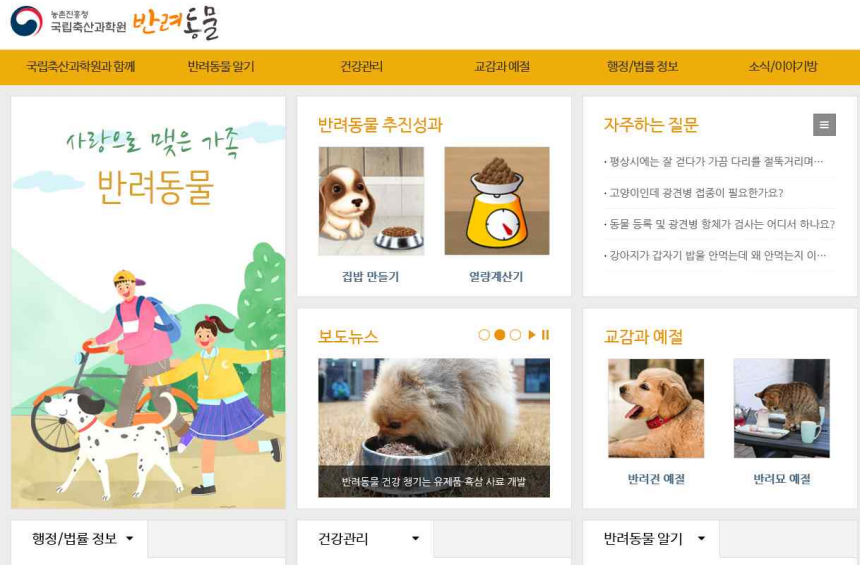 농촌진흥청
국립축산과학원 반려동물
국립축산과학원과 함께 반려동물 알기 건강관리 교감과 예절 행정/법률 정보 소식/이야기방
사랑으로 맺은 가족
반려동물
반려동물 추진성과
집밥 만들기 열량계산기
자주하는 질문
· 평상시에는 잘 걷다가 가끔 다리를 절뚝거리며…
· 고양이인데 광견병 접종이 필요한가요?
· 동물 등록 및 광견병 항체가 검사는 어디서 하나요?
· 강아지가 갑자기 밥을 안먹는데 왜 안먹는지 이…
보도뉴스
반려동물 건강 챙기는 유제품·흑삼 사료 개발
교감과 예절
반려견 예절 반려묘 예절
행정/법률 정보 건강관리 반려동물 알기